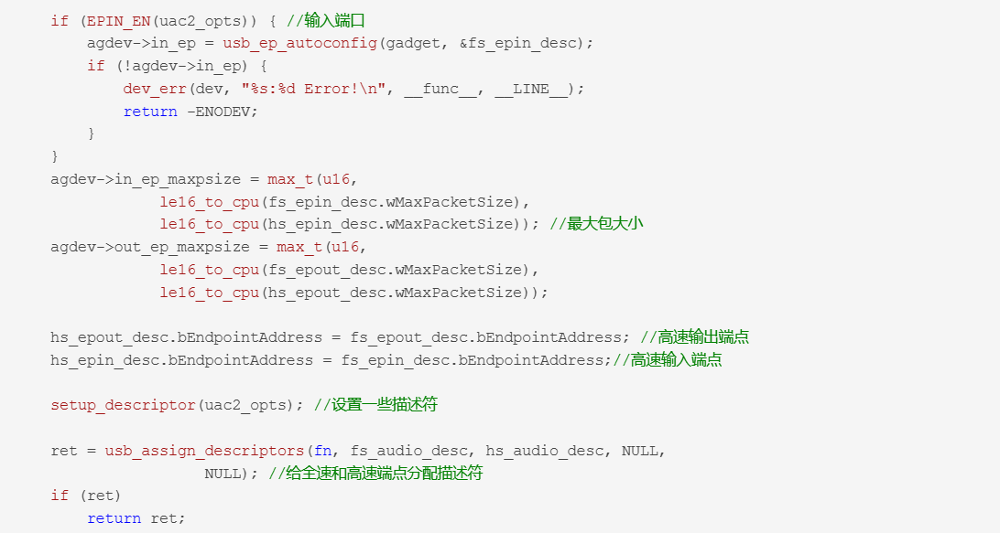 if (EPIN_EN(uac2_opts)) { //输入端口
agdev->in_ep = usb_ep_autoconfig(gadget, &fs_epin_desc);
if (!agdev->in_ep) {
dev_err(dev, "%s:%d Error!\n", __func__, __LINE__);
return -ENODEV;
}
}
agdev->in_ep_maxpsize = max_t(u16,
le16_to_cpu(fs_epin_desc.wMaxPacketSize),
le16_to_cpu(hs_epin_desc.wMaxPacketSize)); //最大包大小
agdev->out_ep_maxpsize = max_t(u16,
le16_to_cpu(fs_epout_desc.wMaxPacketSize),
le16_to_cpu(hs_epout_desc.wMaxPacketSize));
hs_epout_desc.bEndpointAddress = fs_epout_desc.bEndpointAddress; //高速输出端点
hs_epin_desc.bEndpointAddress = fs_epin_desc.bEndpointAddress;//高速输入端点
setup_descriptor(uac2_opts); //设置一些描述符
ret = usb_assign_descriptors(fn, fs_audio_desc, hs_audio_desc, NULL,
NULL); //给全速和高速端点分配描述符
if (ret)
return ret;